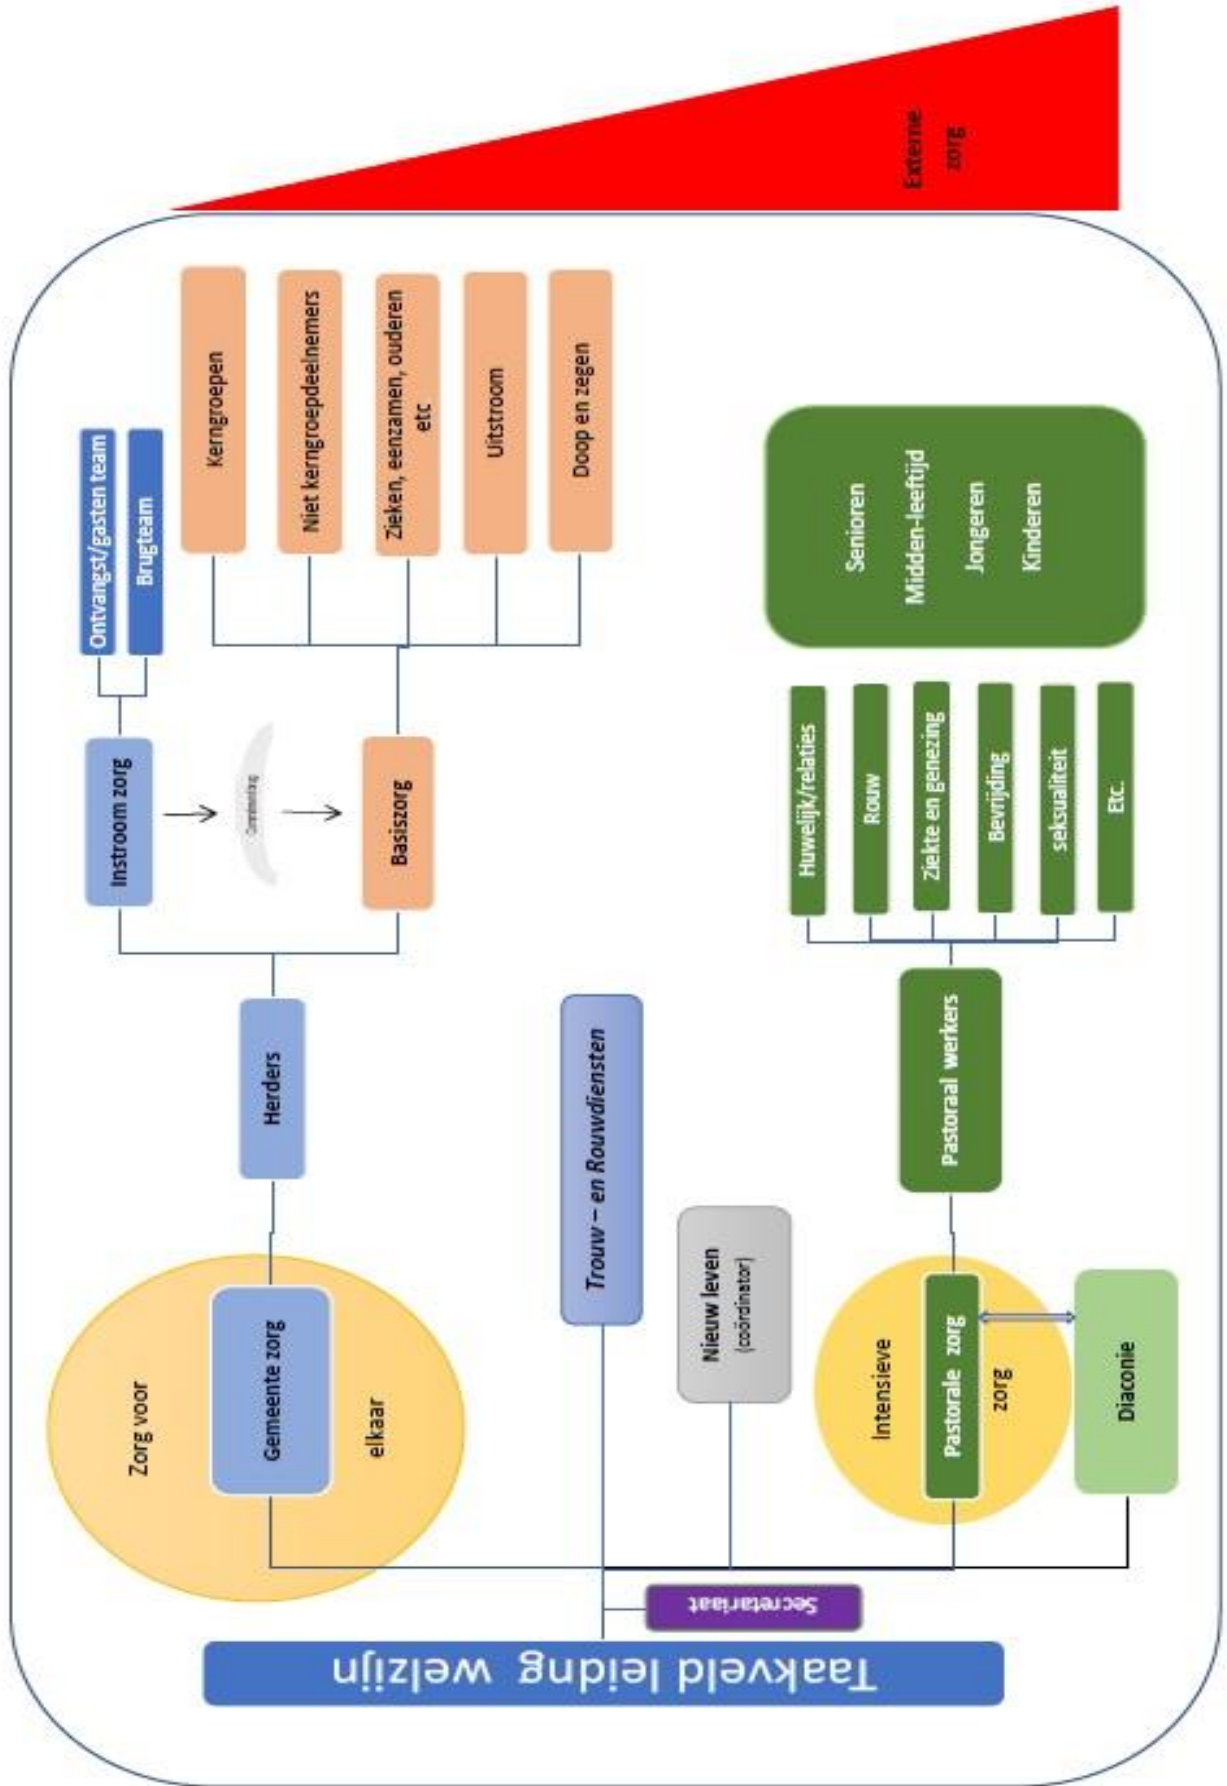 Taakveld leidng welzijn
Secretariaat
Zorg voor
Gemeente zorg
elkaar
Herders
Instroom zorg
Ontvangst/gasten team
Brugteam
Basiszorg
Kerngroepen
Niet kerngroepdeelnemers
Zieken, eenzamen, ouderen
etc
Uitstroom
Doop en zegen
Trouw – en Rouwdiensten
Nieuw leven
(coördinator)
Intensieve
Pastorale zorg
zorg
Diaconie
Pastoraal werkers
Huwelijk/relaties
Rouw
Ziekte en genezing
Bevrijding
seksualiteit
Etc.
Senioren
Midden-leeftijd
Jongeren
Kinderen
Externe
zorg